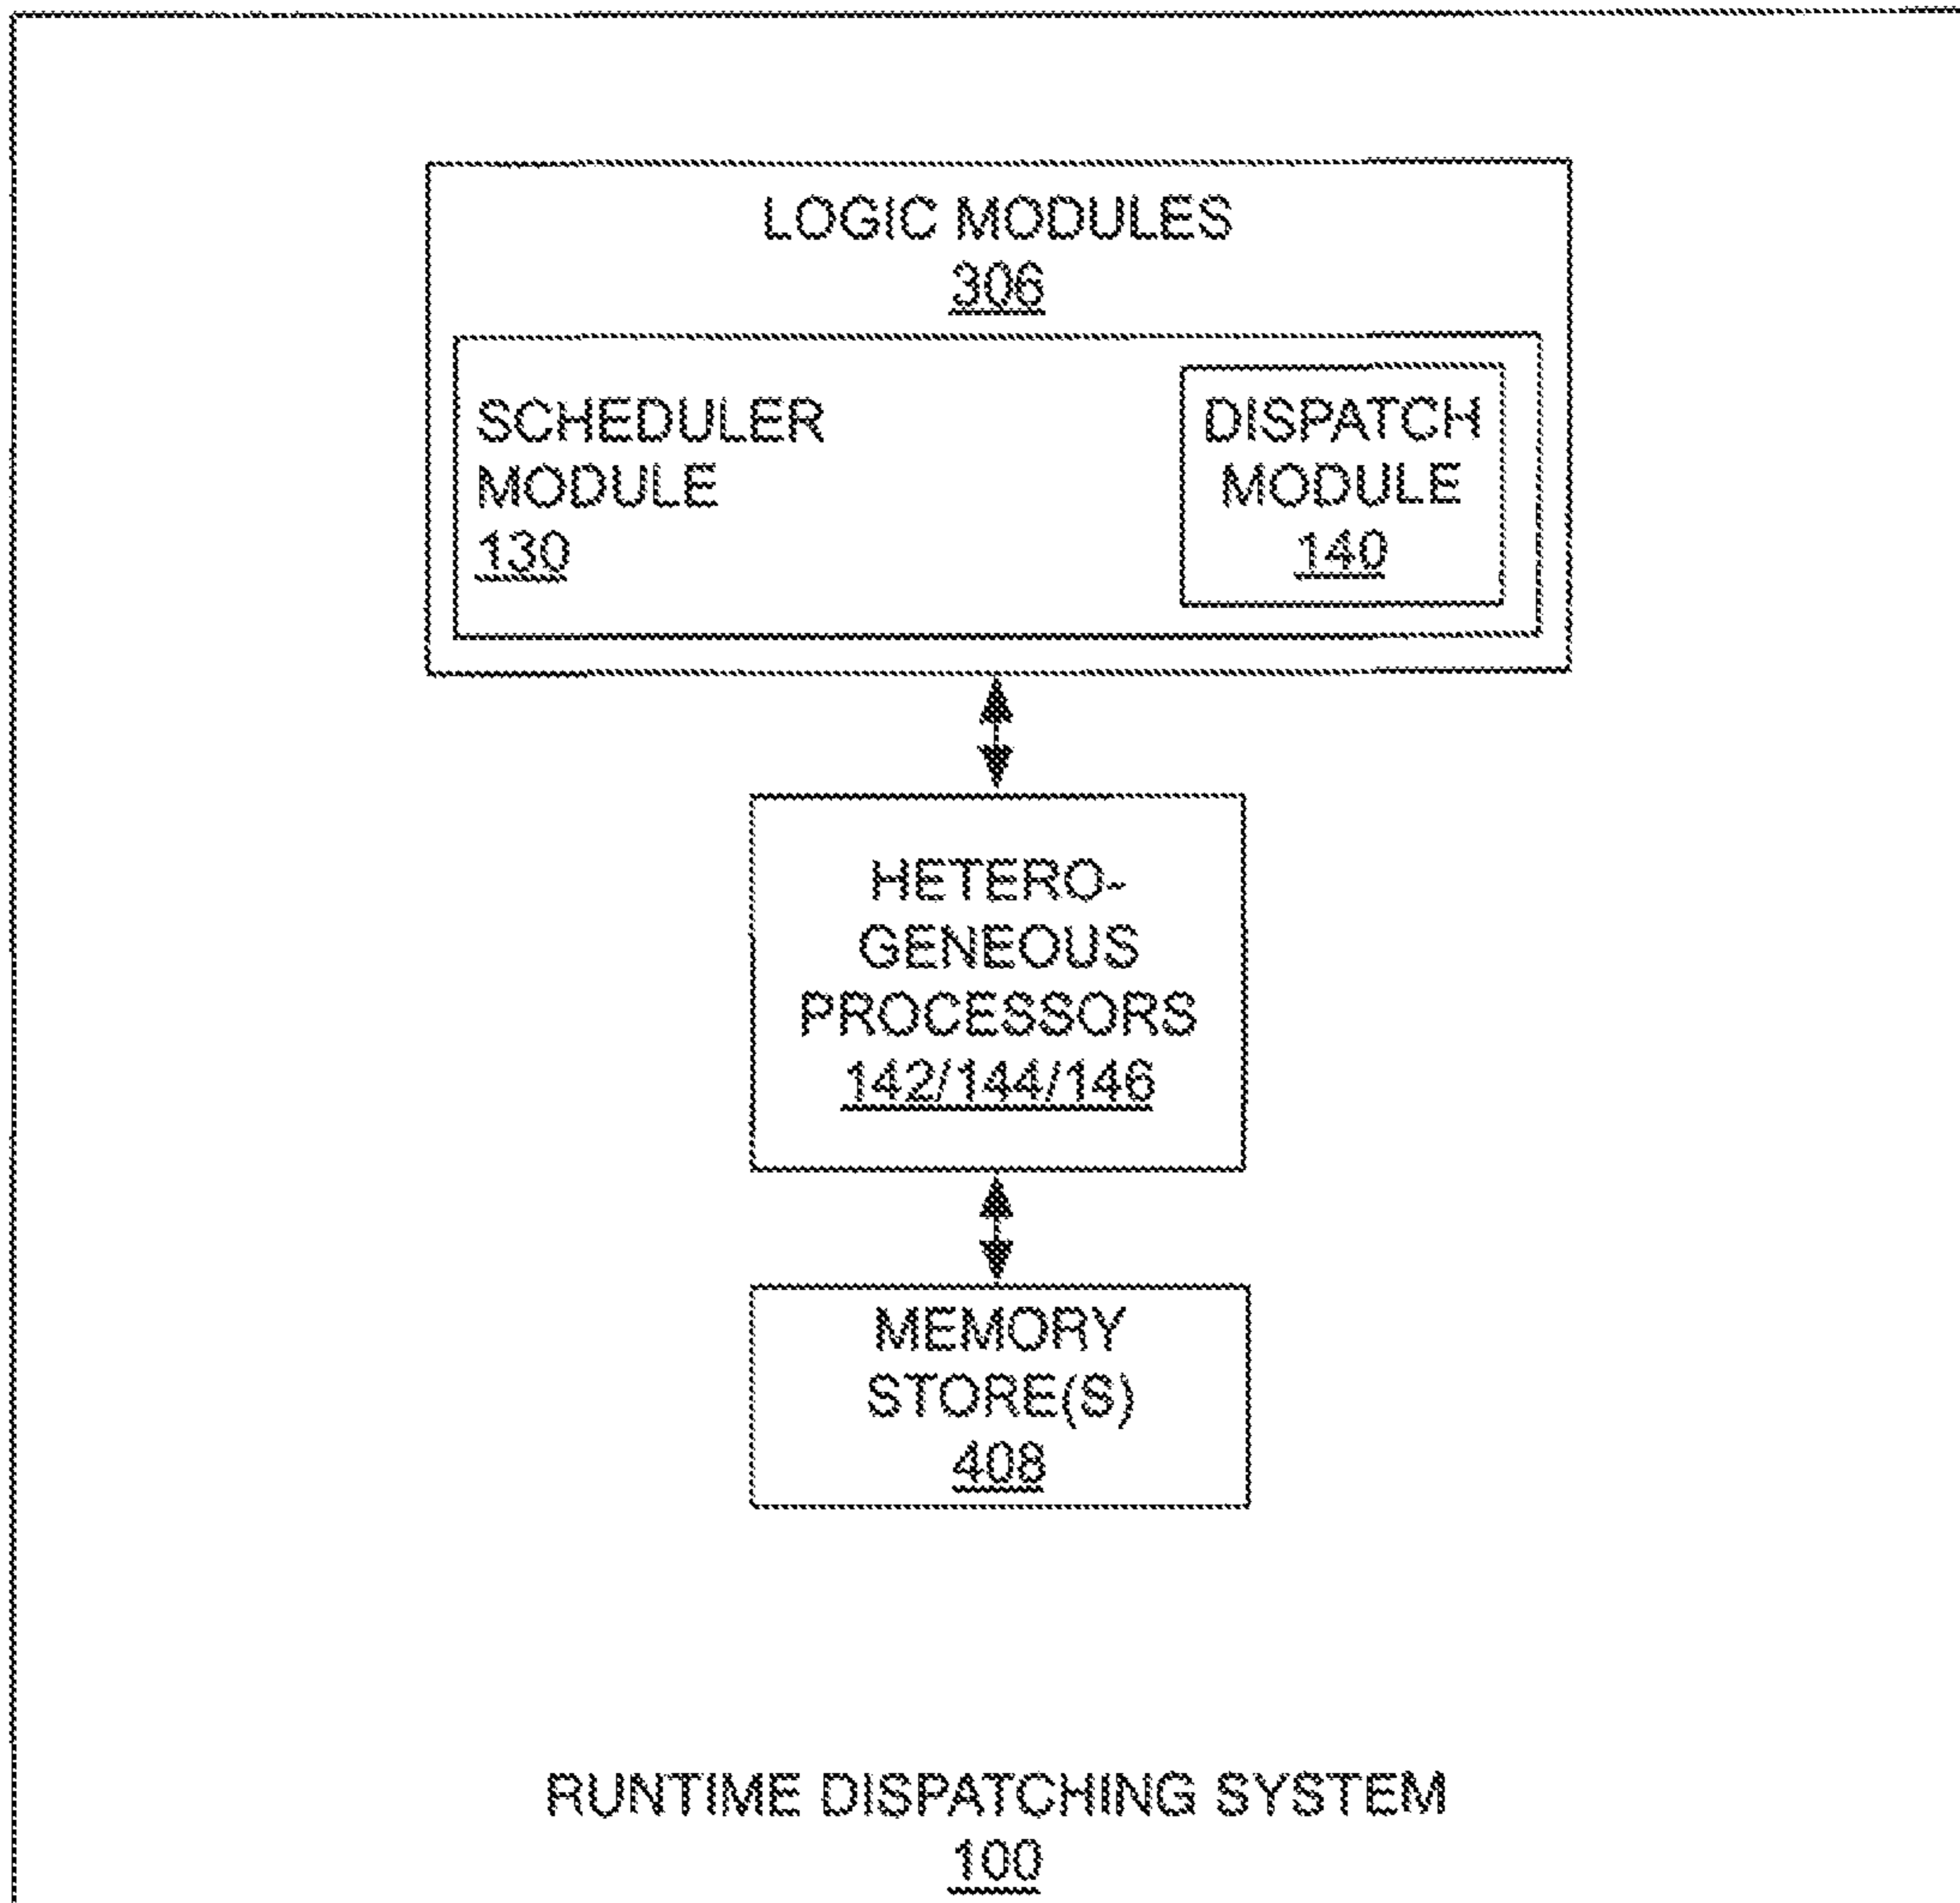 LOGIC MODULES
306
SCHEDULER
MODULE
130
DISPATCH
MODULE
140
HETERO-
GENEOUS
PROCESSORS
142/144/146
MEMORY
STORE(S)
408
RUNTIME DISPATCHING SYSTEM
100